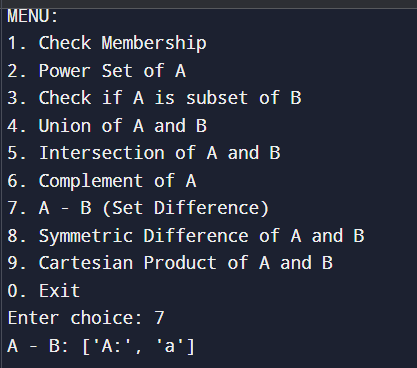 MENU:
1. Check Membership
2. Power Set of A
3. Check if A is subset of B
4. Union of A and B
5. Intersection of A and B
6. Complement of A
7. A - B (Set Difference)
8. Symmetric Difference of A and B
9. Cartesian Product of A and B
0. Exit
Enter choice: 7
A - B: ['A:', 'a']